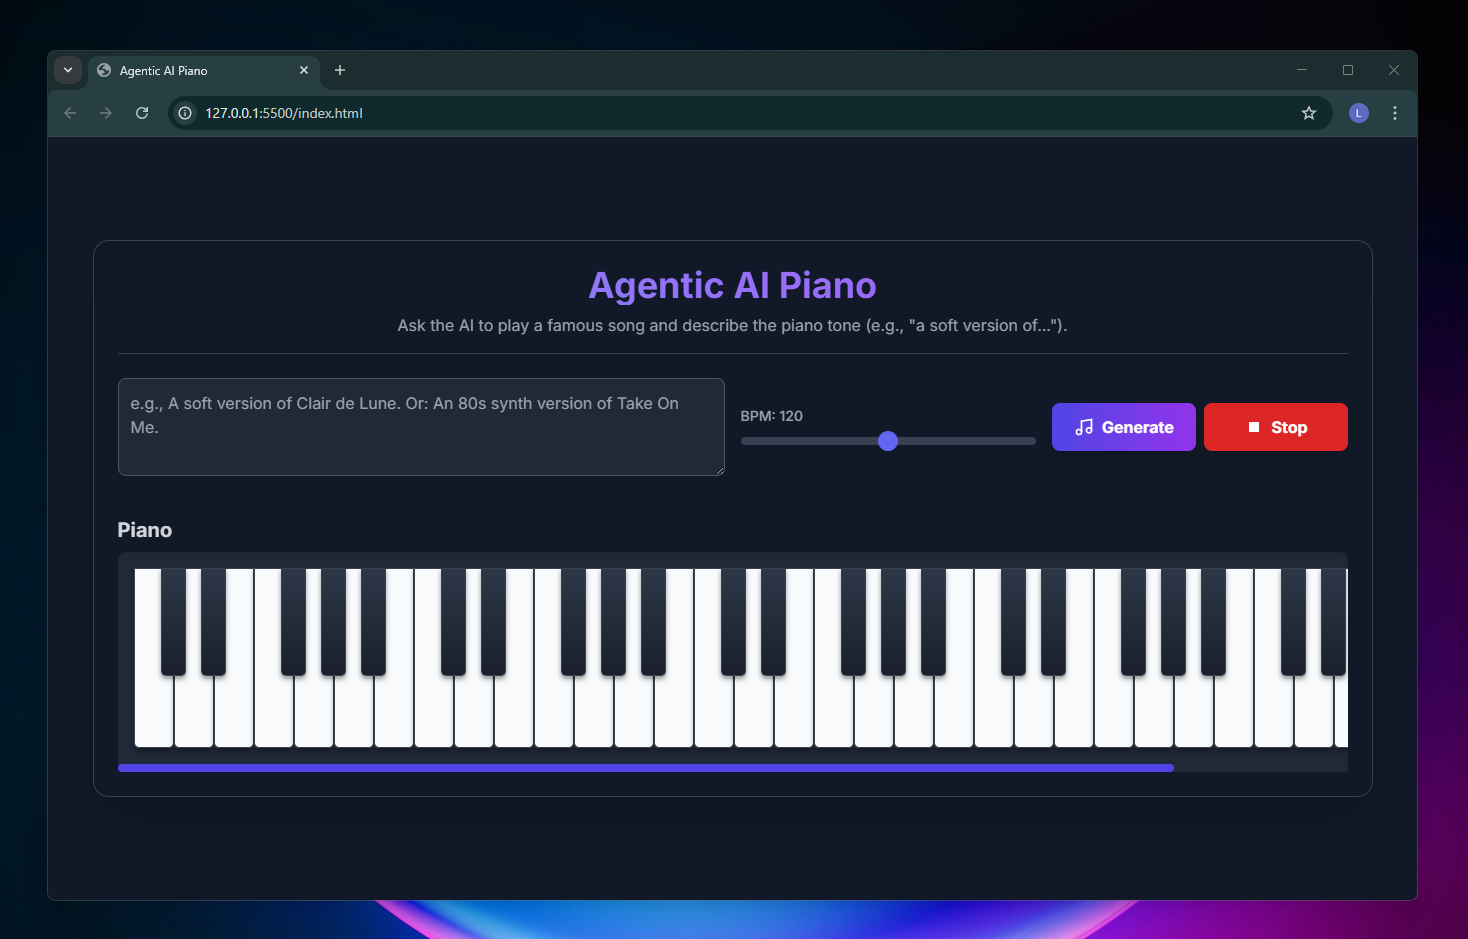 Agentic AI Piano
127.0.0.1:5500/index.html
L
Agentic AI Piano
Ask the AI to play a famous song and describe the piano tone (e.g., "a soft version of...").
e.g., A soft version of Clair de Lune. Or: An 80s synth version of Take On
Me.
BPM: 120
Generate
Stop
Piano